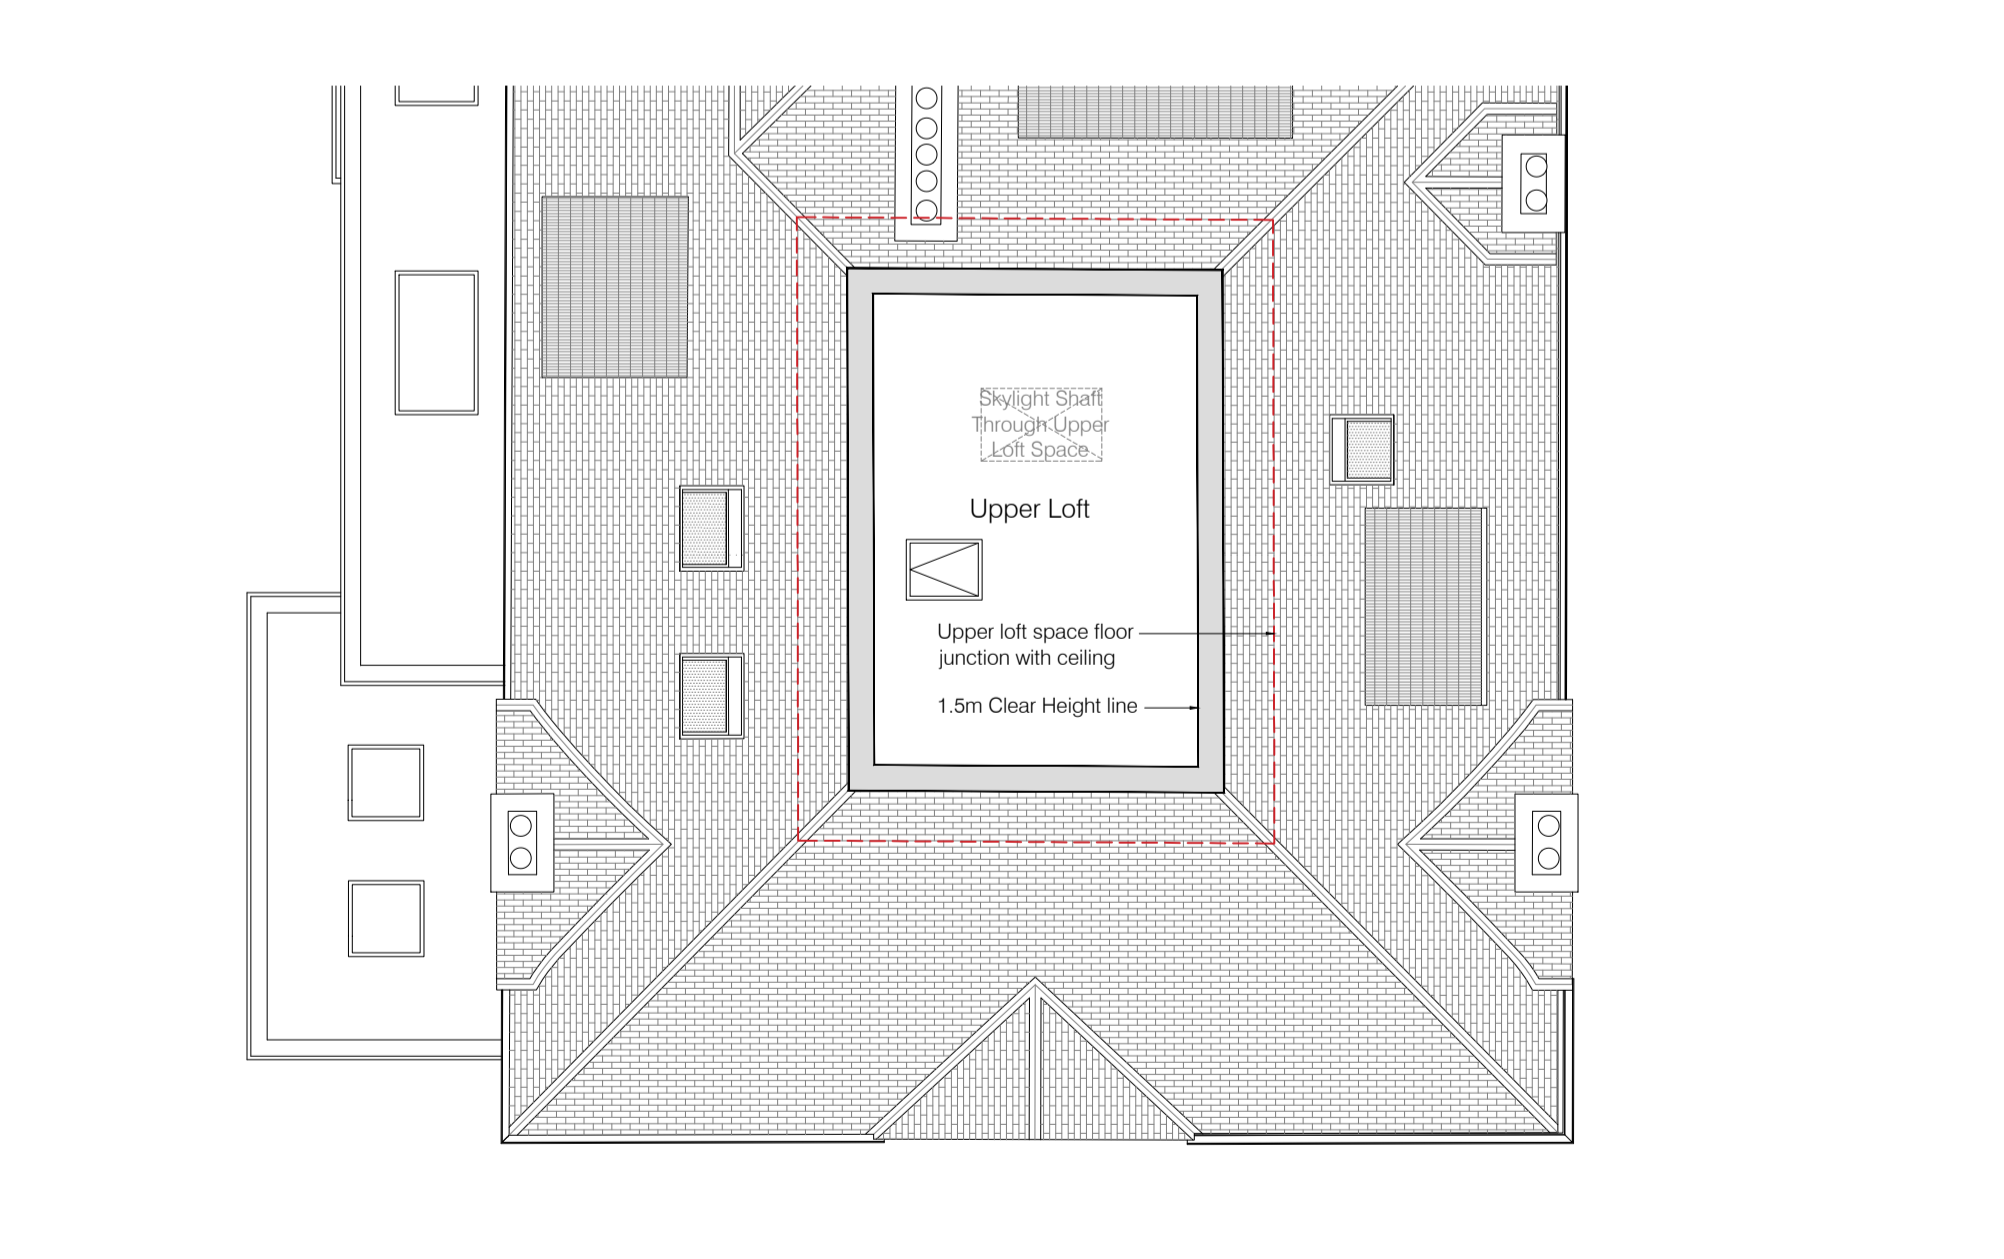 Skylight Shaft
Through Upper
Loft Space
Upper Loft
Upper loft space floor
junction with ceiling
1.5m Clear Height line